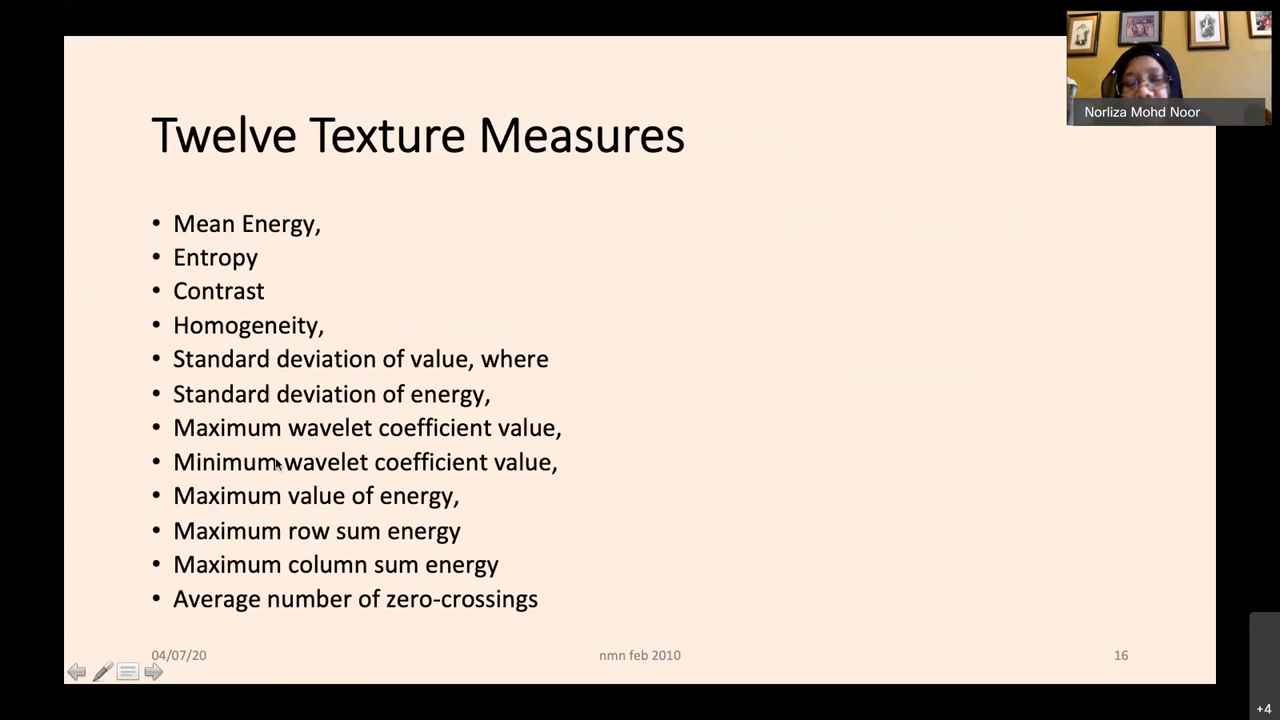 Norliza Mohd Noor
Twelve Texture Measures
• Mean Energy,
• Entropy
• Contrast
• Homogeneity,
• Standard deviation of value, where
• Standard deviation of energy,
• Maximum wavelet coefficient value,
• Minimum wavelet coefficient value,
• Maximum value of energy,
• Maximum row sum energy
• Maximum column sum energy
• Average number of zero-crossings
04/07/20
nmn feb 2010
16
+4